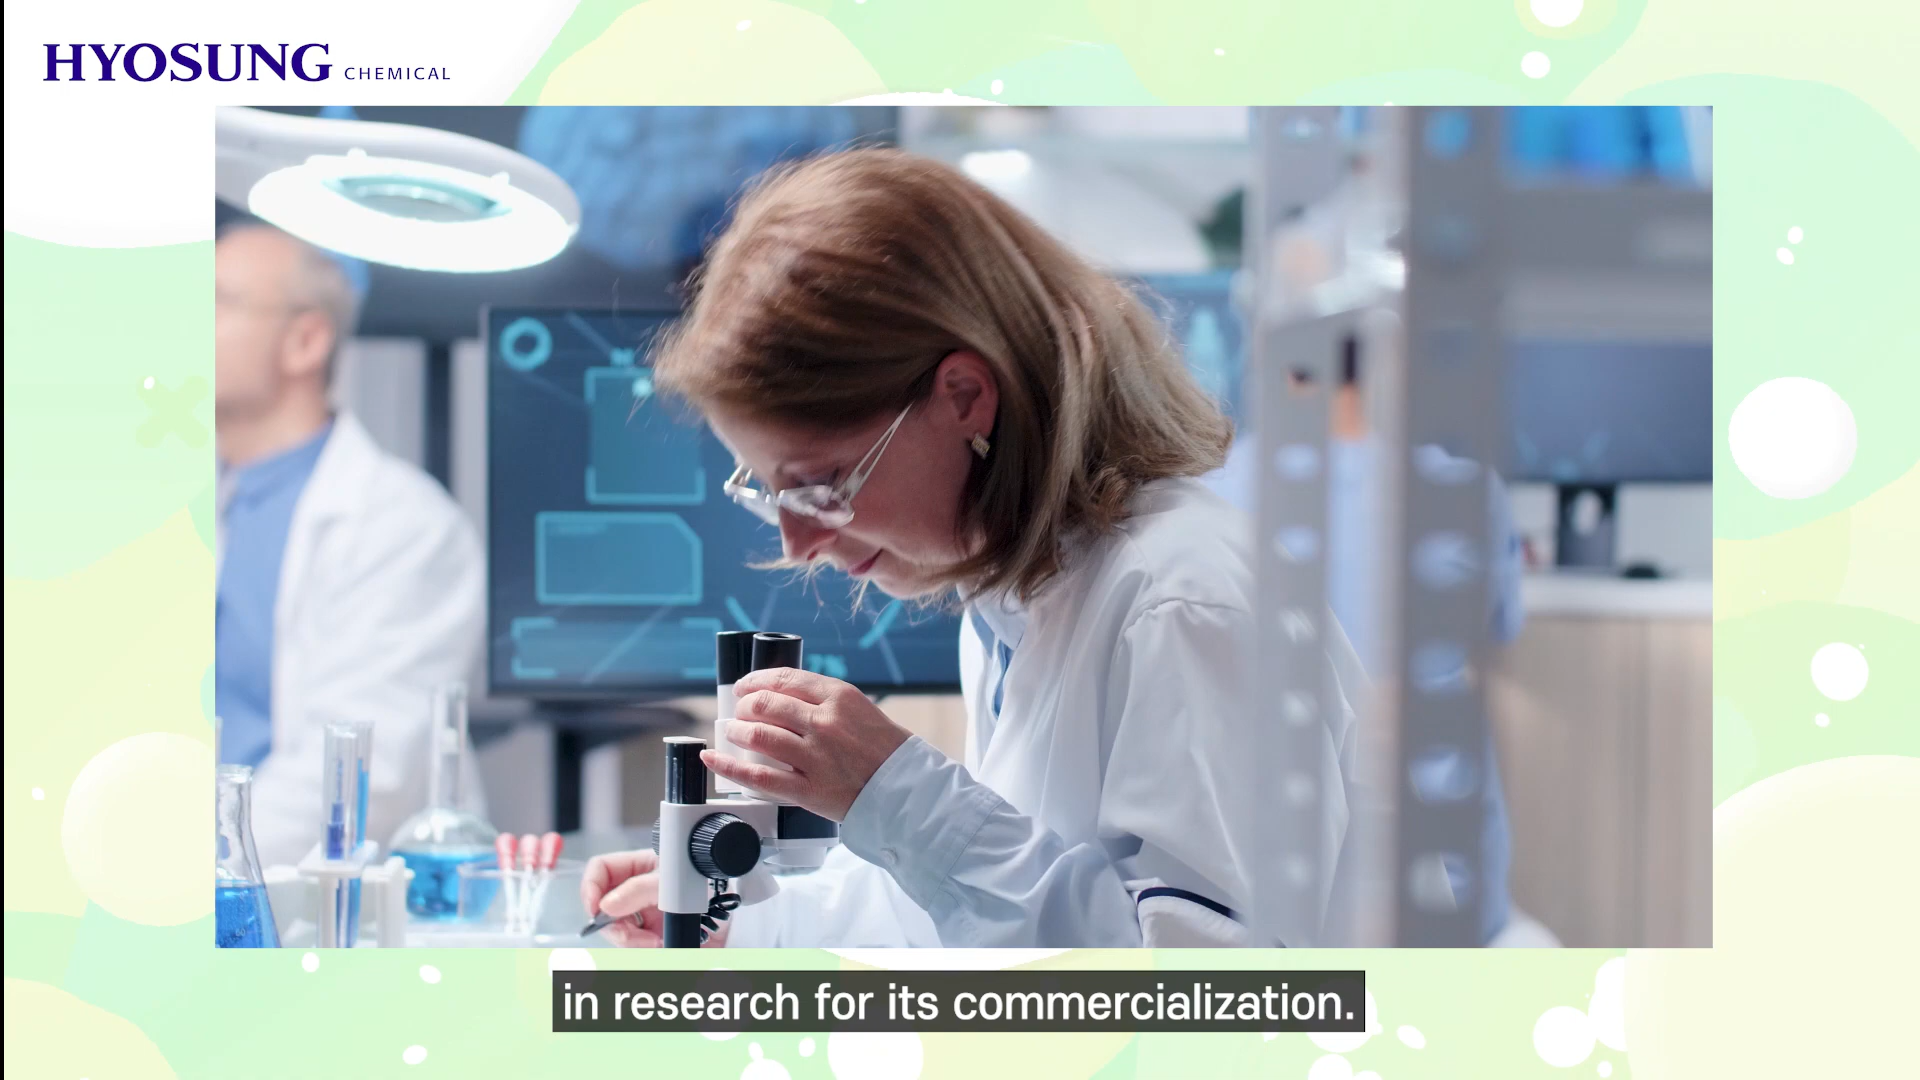 HYOSUNG CHEMICAL
in research for its commercialization.